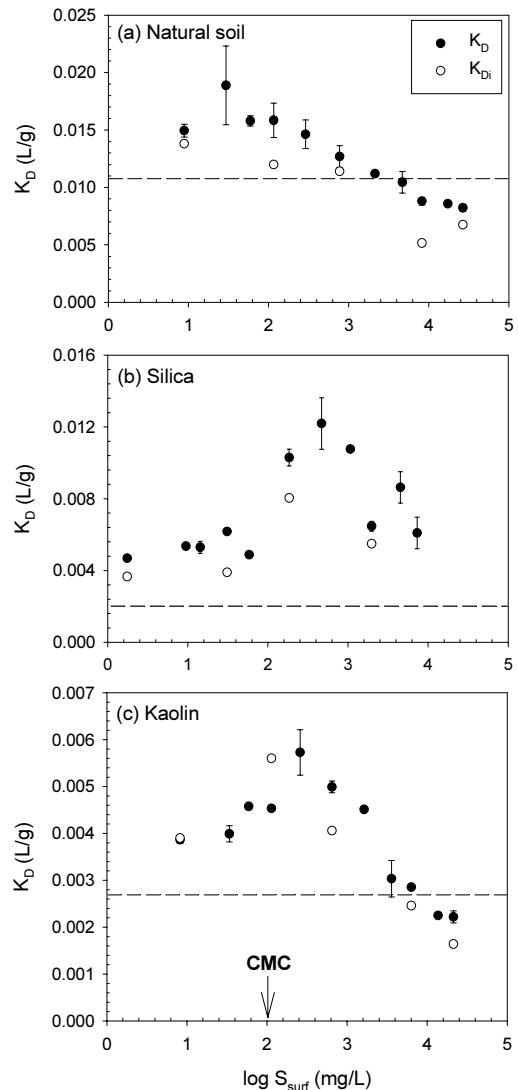 (a) Natural soil
K_D
K_Di
K_D (L/g)
0.025
0.020
0.015
0.010
0.005
0.000
0 1 2 3 4 5
(b) Silica
K_D (L/g)
0.016
0.012
0.008
0.004
0.000
0 1 2 3 4 5
(c) Kaolin
K_D (L/g)
0.007
0.006
0.005
0.004
0.003
0.002
0.001
0.000
CMC
0 1 2 3 4 5
log S_surf (mg/L)